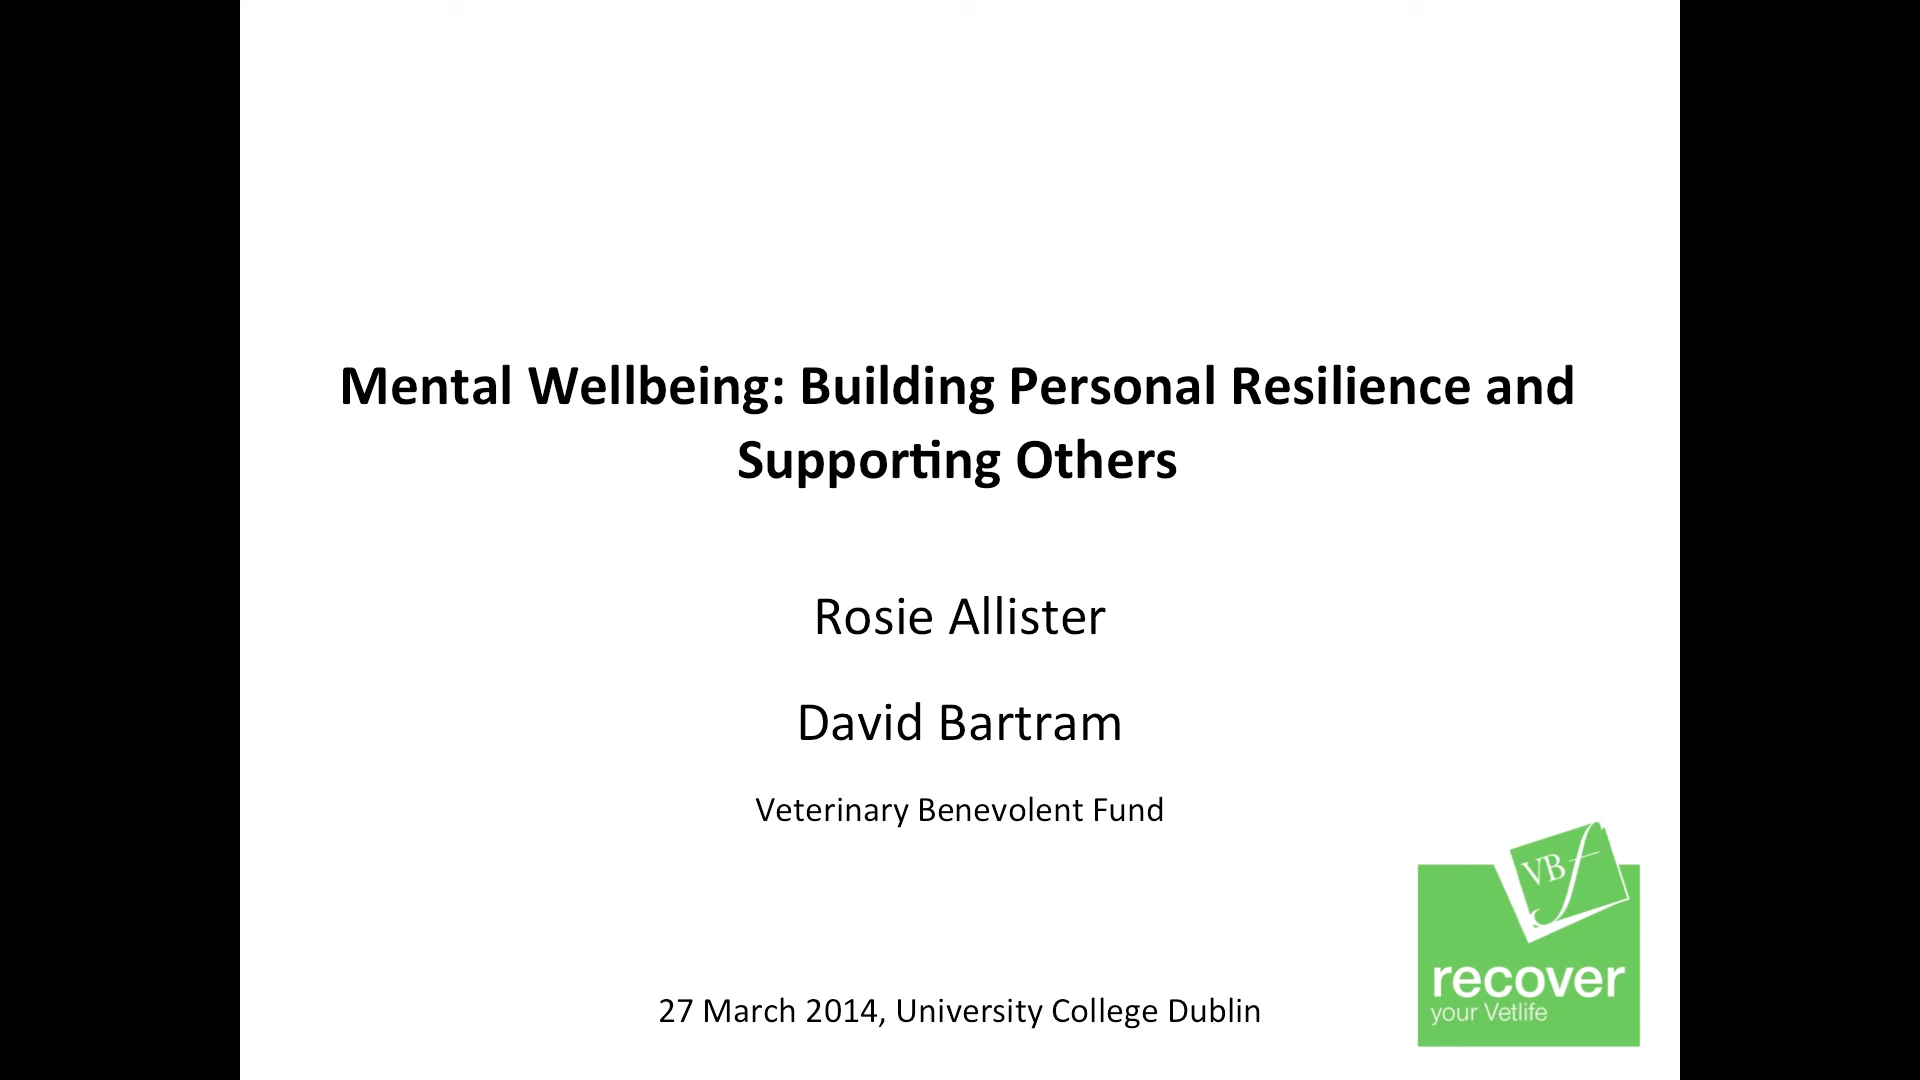 Mental Wellbeing: Building Personal Resilience and
Supporting Others
Rosie Allister
David Bartram
Veterinary Benevolent Fund
VBf
recover
your Vetlife
27 March 2014, University College Dublin